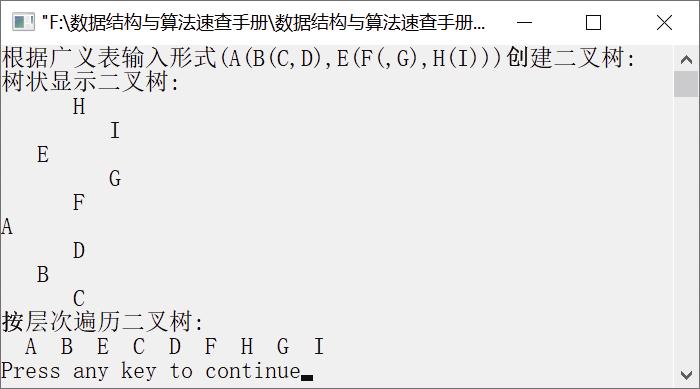 "F:\数据结构与算法速查手册\数据结构与算法速查手册...
根据广义表输入形式(A(B(C,D),E(F(,G),H(I)))创建二叉树:
树状显示二叉树:
H
I
E
G
F
A
D
B
C
按层次遍历二叉树:
A B E C D F H G I
Press any key to continue